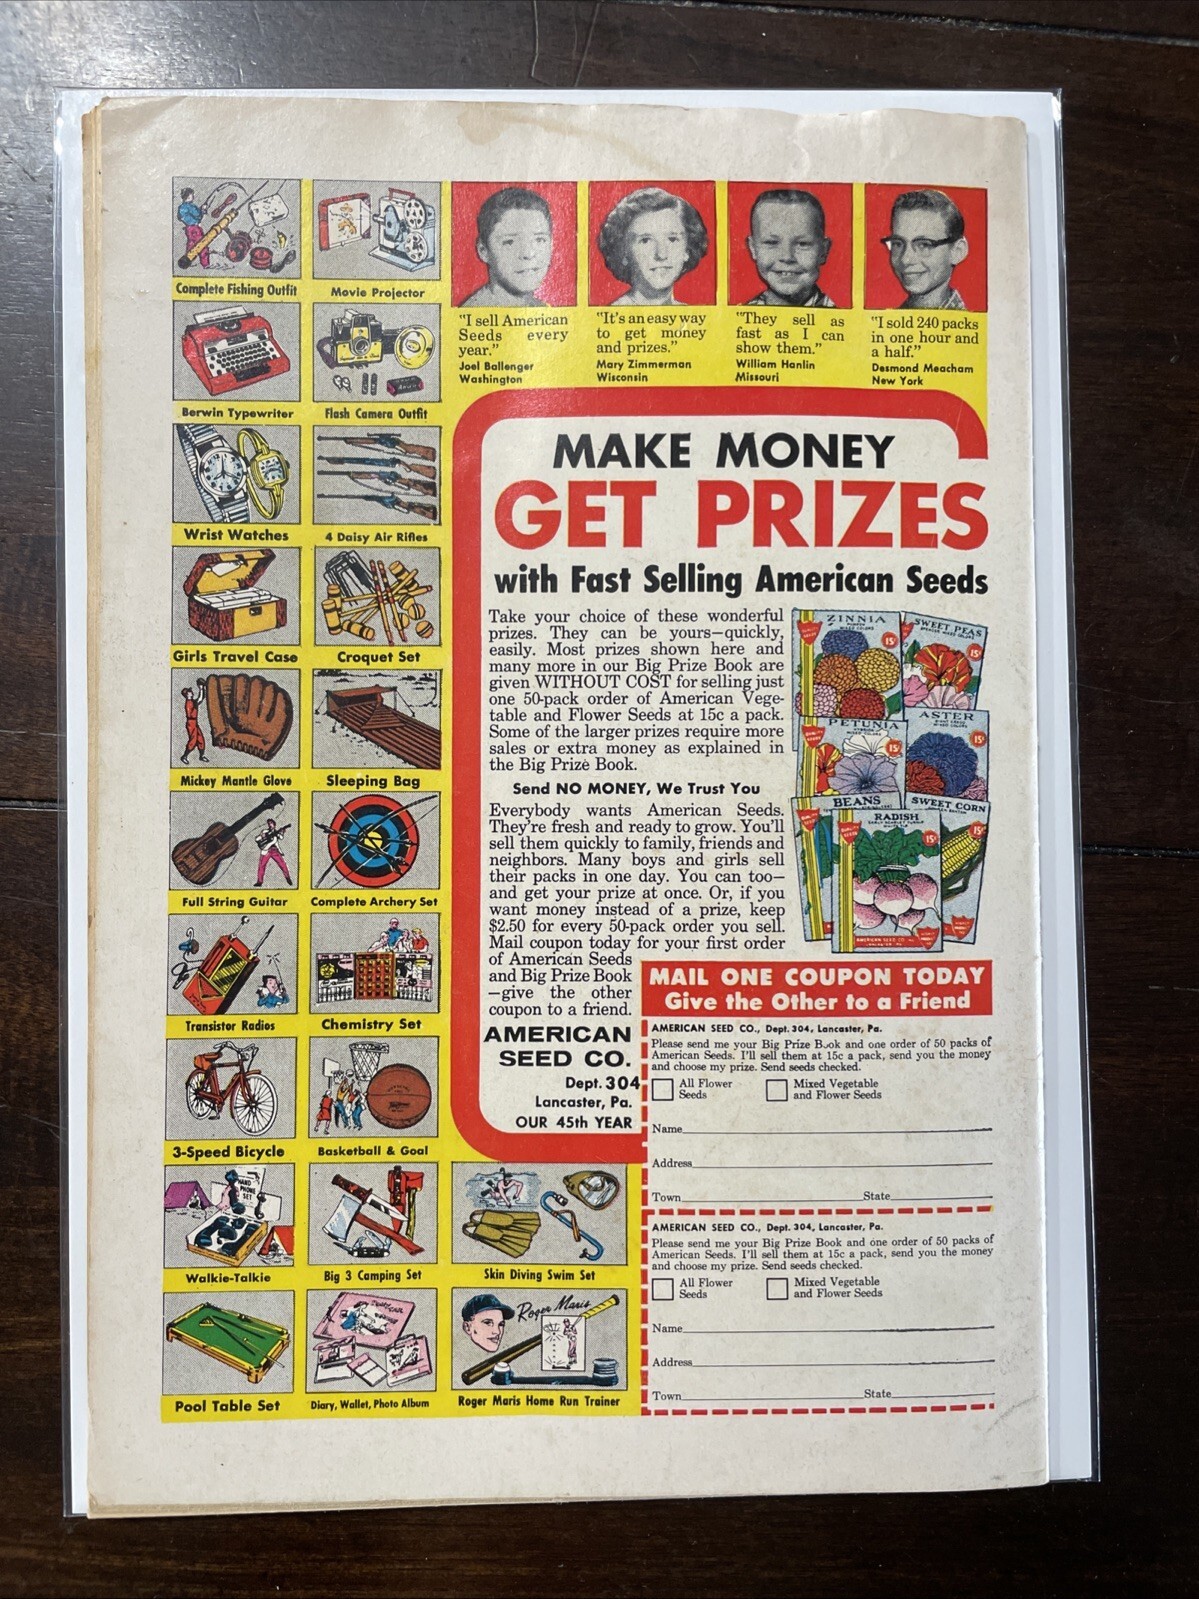 Complete Fishing Outfit
Movie Projector
Berwin Typewriter
Flash Camera Outfit
Wrist Watches
4 Daisy Air Rifles
Girls Travel Case
Croquet Set
Mickey Mantle Glove
Sleeping Bag
Full String Guitar
Complete Archery Set
Transistor Radios
Chemistry Set
3-Speed Bicycle
Basketball & Goal
HAND
PHONE
SET
Walkie-Talkie
Big 3 Camping Set
Skin Diving Swim Set
Pool Table Set
Diary, Wallet, Photo Album
Roger Maris
Roger Maris Home Run Trainer
"I sell American
Seeds every
year."
Joel Ballenger
Washington
"It's an easy way
to get money
and prizes."
Mary Zimmerman
Wisconsin
"They sell as
fast as I can
show them."
William Hanlin
Missouri
"I sold 240 packs
in one hour and
a half."
Desmond Meacham
New York
MAKE MONEY
GET PRIZES
with Fast Selling American Seeds
Take your choice of these wonderful
prizes. They can be yours—quickly,
easily. Most prizes shown here and
many more in our Big Prize Book are
given WITHOUT COST for selling just
one 50-pack order of American Vege-
table and Flower Seeds at 15c a pack.
Some of the larger prizes require more
sales or extra money as explained in
the Big Prize Book.
Send NO MONEY, We Trust You
Everybody wants American Seeds.
They're fresh and ready to grow. You'll
sell them quickly to family, friends and
neighbors. Many boys and girls sell
their packs in one day. You can too—
and get your prize at once. Or, if you
want money instead of a prize, keep
$2.50 for every 50-pack order you sell.
Mail coupon today for your first order
of American Seeds
and Big Prize Book
—give the other
coupon to a friend.
AMERICAN
SEED CO.
Dept. 304
Lancaster, Pa.
OUR 45th YEAR
ZINNIA
MIXED COLORS
15¢
SWEET PEAS
MIXED COLORS
15¢
PETUNIA
MIXED COLORS
15¢
ASTER
MIXED COLORS
15¢
BEANS
SWEET CORN
15¢
RADISH
15¢
AMERICAN SEED CO.
MAIL ONE COUPON TODAY
Give the Other to a Friend
AMERICAN SEED CO., Dept. 304, Lancaster, Pa.
Please send me your Big Prize Book and one order of 50 packs of
American Seeds. I'll sell them at 15c a pack, send you the money
and choose my prize. Send seeds checked.
All Flower
Seeds
Mixed Vegetable
and Flower Seeds
Name
Address
Town State
AMERICAN SEED CO., Dept. 304, Lancaster, Pa.
Please send me your Big Prize Book and one order of 50 packs of
American Seeds. I'll sell them at 15c a pack, send you the money
and choose my prize. Send seeds checked.
All Flower
Seeds
Mixed Vegetable
and Flower Seeds
Name
Address
Town State